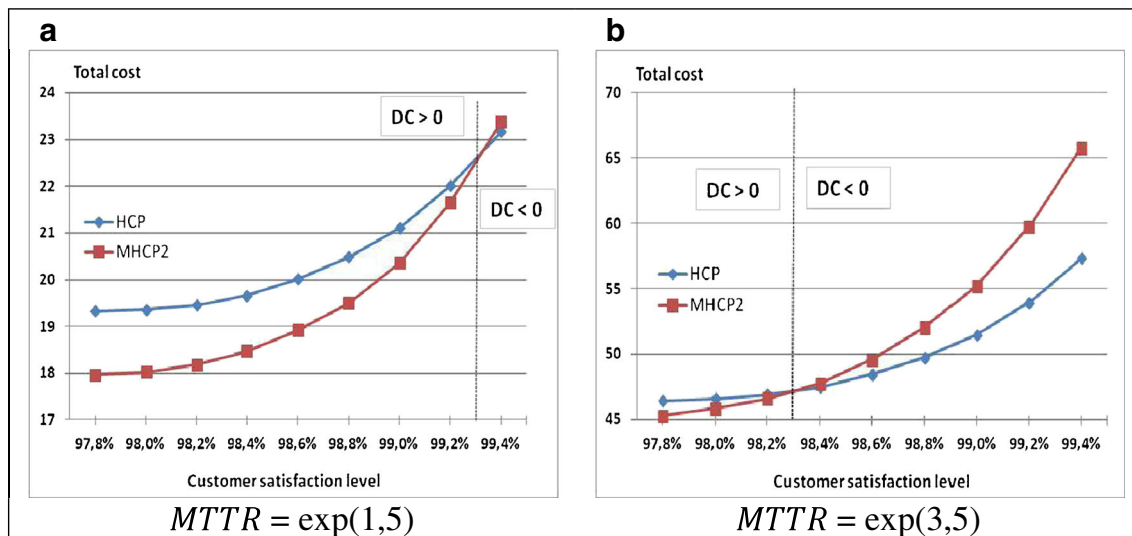 a
Total cost
24
23
22
21
20
19
18
17
DC > 0
DC < 0
HCP
MHCP2
97,8% 98,0% 98,2% 98,4% 98,6% 98,8% 99,0% 99,2% 99,4%
Customer satisfaction level
MTTR = exp(1,5)
b
Total cost
70
65
60
55
50
45
DC > 0
DC < 0
HCP
MHCP2
97,8% 98,0% 98,2% 98,4% 98,6% 98,8% 99,0% 99,2% 99,4%
Customer satisfaction level
MTTR = exp(3,5)